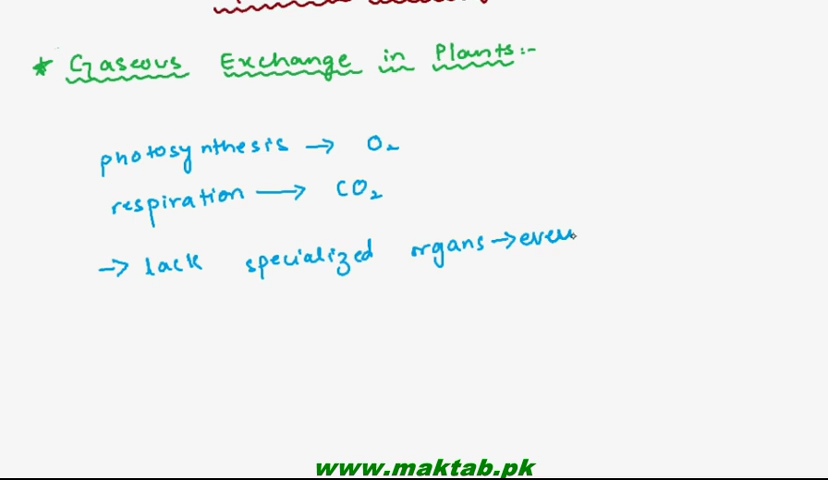 * Gaseous Exchange in Plants:-
photosynthesis → O₂
respiration → CO₂
→ lack specialized organs →
www.maktab.pk